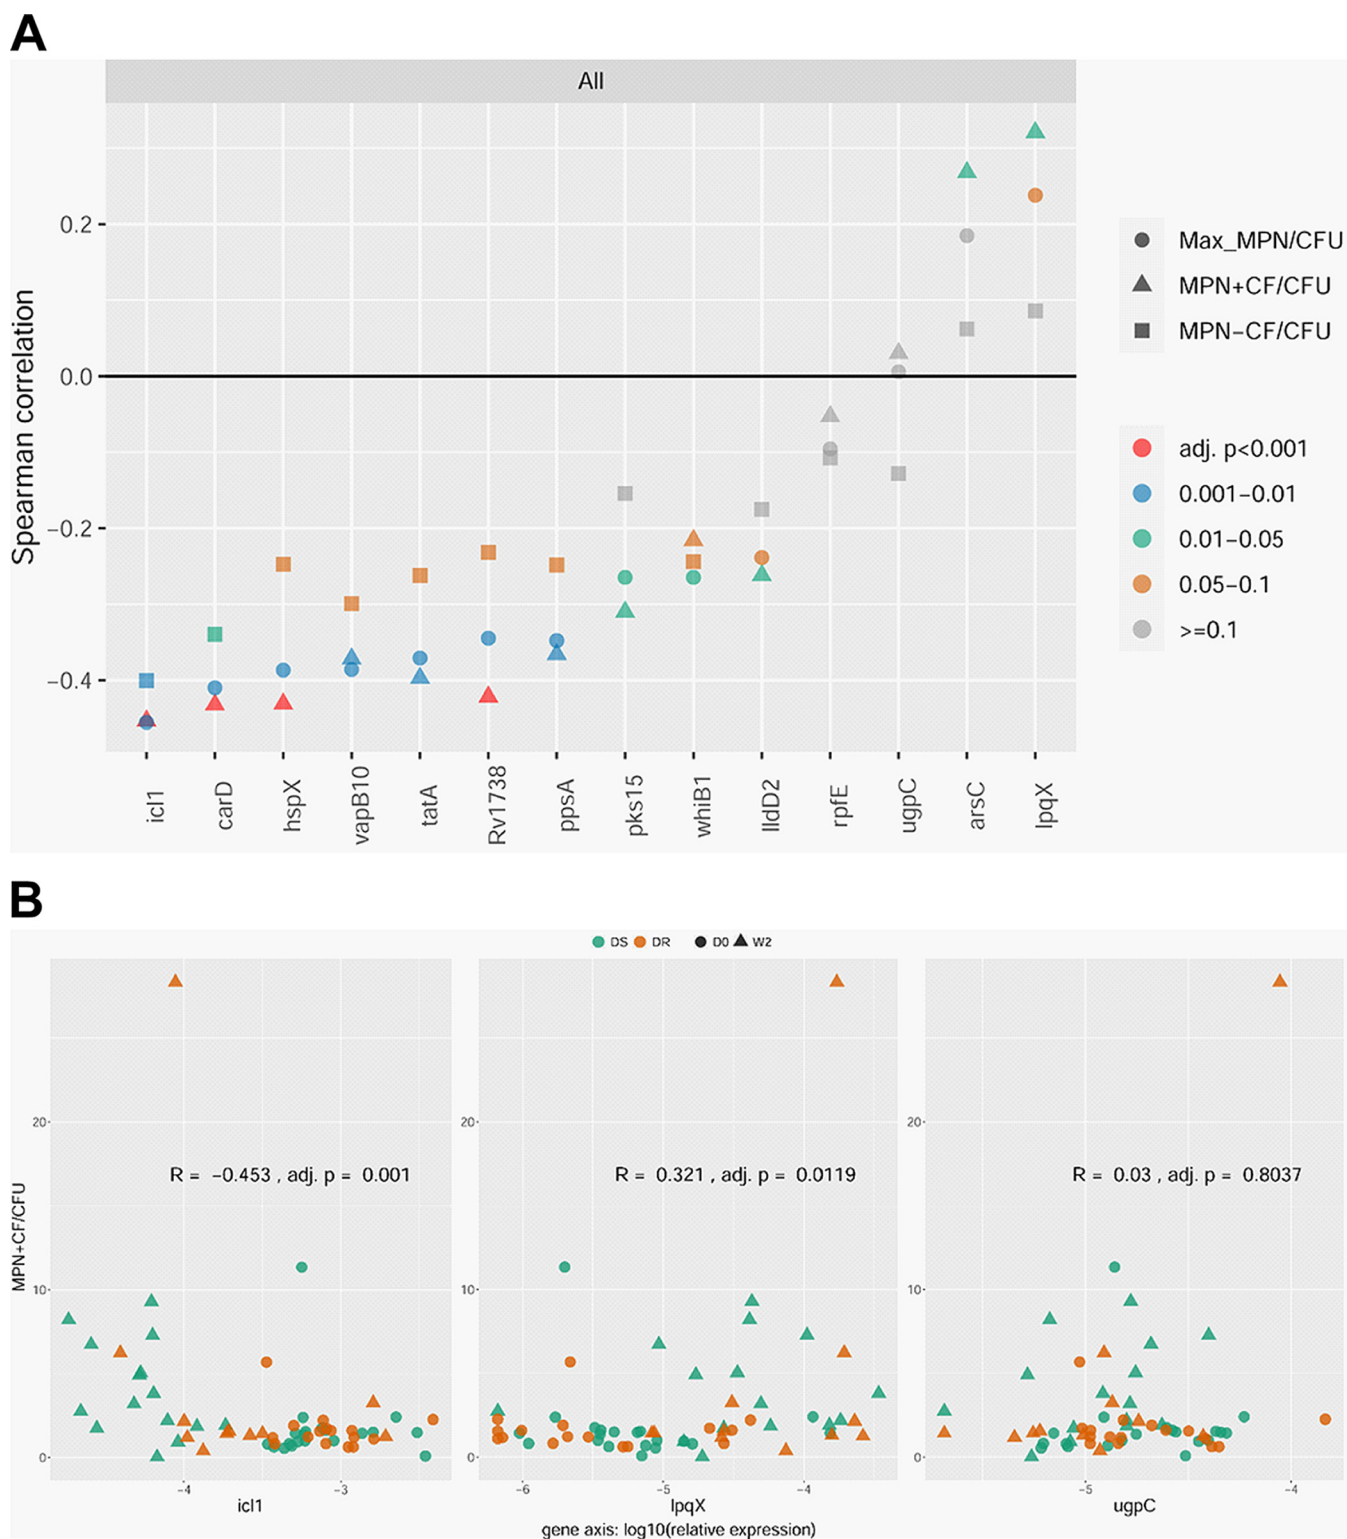 A
All
0.2
0.0
−0.2
−0.4
Spearman correlation
icl1
carD
hspX
vapB10
tatA
Rv1738
ppsA
pks15
whiB1
lldD2
rpfE
ugpC
arsC
lpqX
Max_MPN/CFU
MPN+CF/CFU
MPN−CF/CFU
adj. p<0.001
0.001−0.01
0.01−0.05
0.05−0.1
>=0.1
B
DS DR D0 W2
20
10
0
MPN+CF/CFU
R = −0.453 , adj. p = 0.001
−4 −3
icl1
20
10
0
R = 0.321 , adj. p = 0.0119
−6 −5 −4
lpqX
20
10
0
R = 0.03 , adj. p = 0.8037
−5 −4
ugpC
gene axis: log10(relative expression)